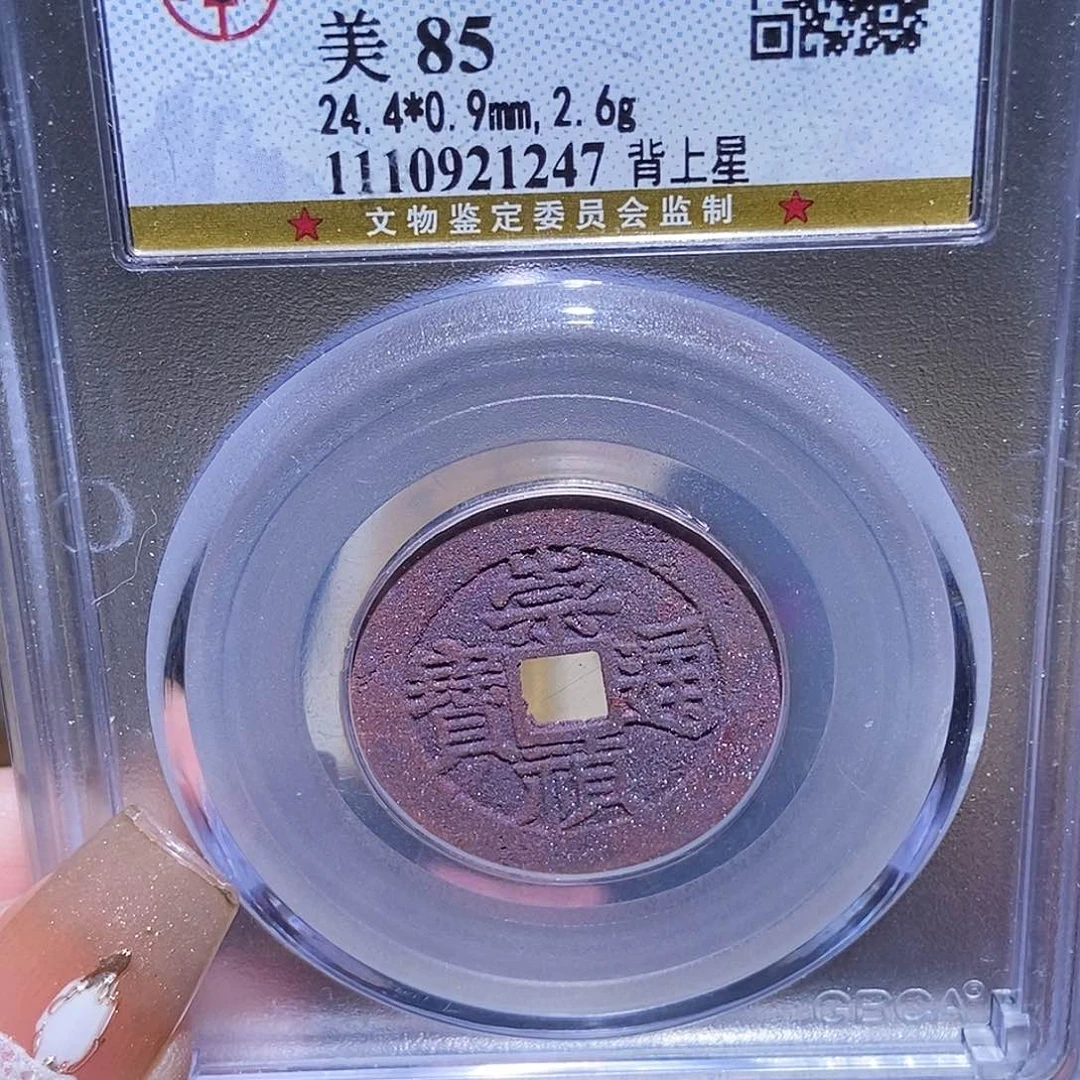 美 85
24.4*0.9mm,2.6g
1110921247 背上星
★ 文物鉴定委员会监制 ★
崇
寶 通
禎
GBCA®